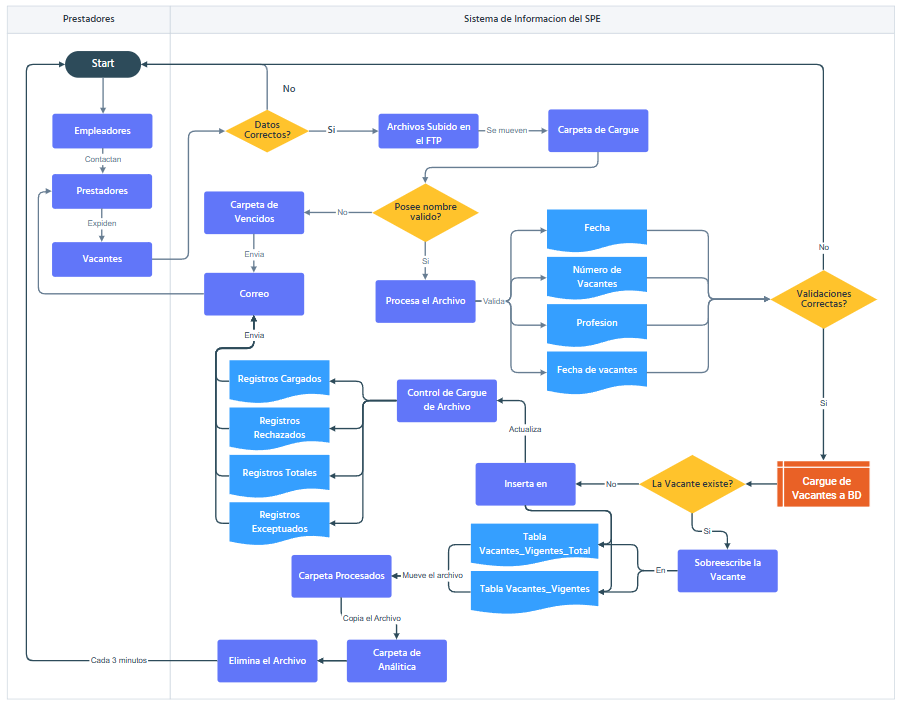 Prestadores
Sistema de Informacion del SPE
Start
No
Empleadores
Datos
Correctos?
Si
Archivos Subido en
el FTP
Se mueven
Carpeta de Cargue
Contactan
Prestadores
Expiden
Vacantes
Carpeta de
Vencidos
No
Posee nombre
valido?
Envia
Si
Correo
Procesa el Archivo
Valida
Fecha
Número de
Vacantes
Profesion
Fecha de vacantes
No
Validaciones
Correctas?
Si
Envia
Registros Cargados
Registros
Rechazados
Registros Totales
Registros
Exceptuados
Control de Cargue
de Archivo
Actualiza
Inserta en
No
La Vacante existe?
Cargue de
Vacantes a BD
Si
Sobreescribe la
Vacante
En
Tabla
Vacantes_Vigentes_Total
Tabla Vacantes_Vigentes
Mueve el archivo
Carpeta Procesados
Copia el Archivo
Carpeta de
Análitica
Elimina el Archivo
Cada 3 minutos